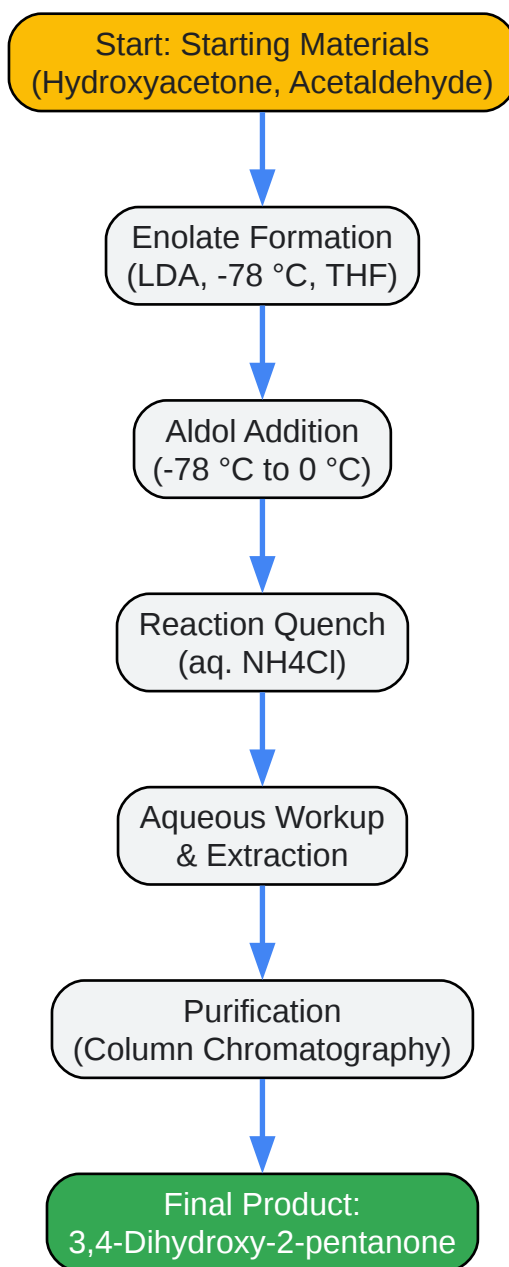 Start: Starting Materials
(Hydroxyacetone, Acetaldehyde)
Enolate Formation
(LDA, -78 °C, THF)
Aldol Addition
(-78 °C to 0 °C)
Reaction Quench
(aq. NH4Cl)
Aqueous Workup
& Extraction
Purification
(Column Chromatography)
Final Product:
3,4-Dihydroxy-2-pentanone